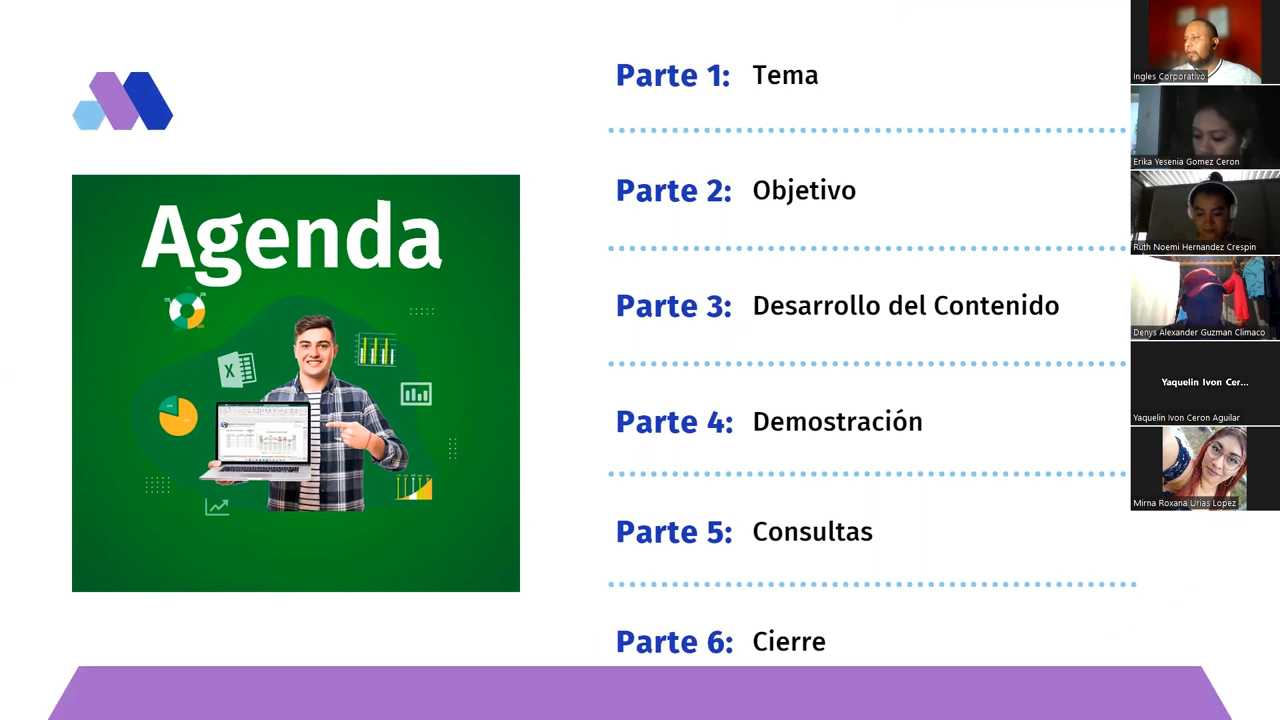 Agenda
Parte 1: Tema
Parte 2: Objetivo
Parte 3: Desarrollo del Contenido
Parte 4: Demostración
Parte 5: Consultas
Parte 6: Cierre
Ingles Corporativo
Erika Yesenia Gomez Ceron
Ruth Noemi Hernandez Crespin
Denys Alexander Guzman Climaco
Yaquelin Ivon Cer...
Yaquelin Ivon Ceron Aguilar
Mirna Roxana Urias Lopez